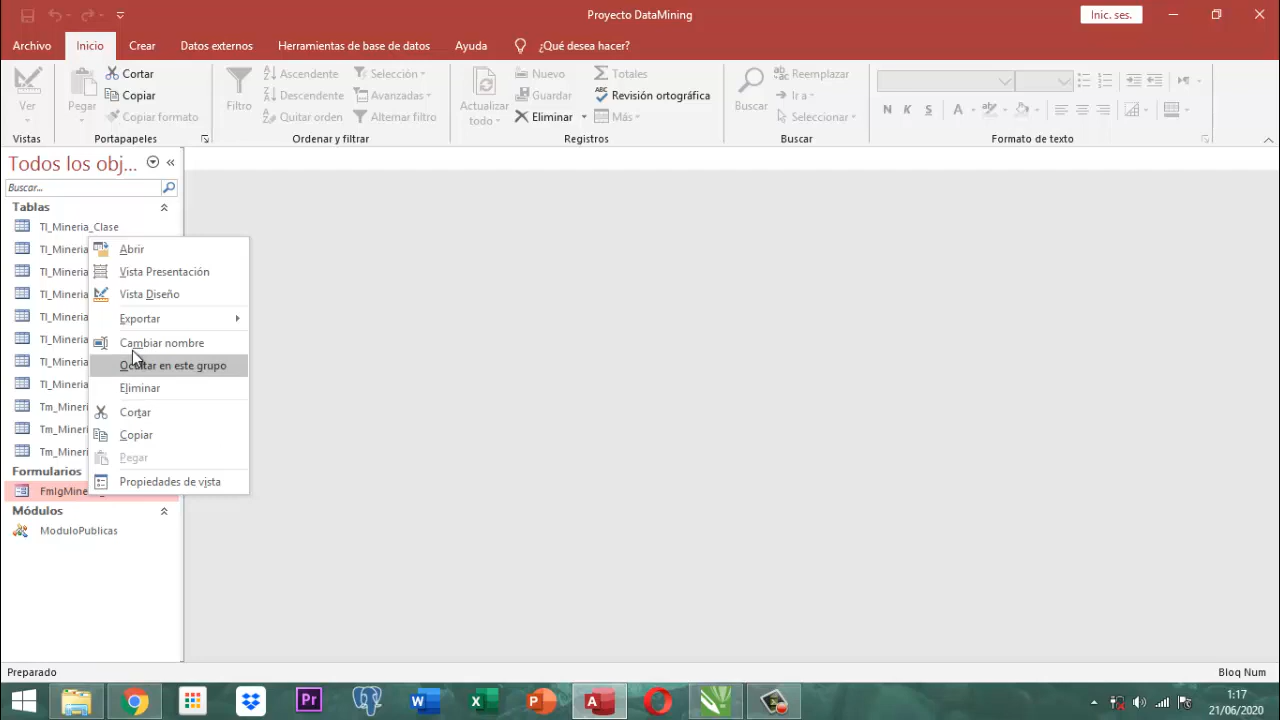 Proyecto DataMining
Inic. ses.
Archivo Inicio Crear Datos externos Herramientas de base de datos Ayuda ¿Qué desea hacer?
Ver
Pegar
Cortar
Copiar
Copiar formato
Filtro
Ascendente
Descendente
Quitar orden
Selección
Avanzadas
Alternar filtro
Actualizar
todo
Nuevo
Guardar
Eliminar
Totales
Revisión ortográfica
Más
Buscar
Reemplazar
Ir a
Seleccionar
N K S
Vistas Portapapeles Ordenar y filtrar Registros Buscar Formato de texto
Todos los obj...
Buscar...
Tablas
Tl_Mineria_Clase
Tl_Mineria
Tl_Mineria
Tl_Mineria
Tl_Mineria
Tl_Mineria
Tl_Mineria
Tl_Mineria
Tm_Mineri
Tm_Mineri
Tm_Mineri
Formularios
FmIgMine
Módulos
ModuloPublicas
Abrir
Vista Presentación
Vista Diseño
Exportar
Cambiar nombre
Ocultar en este grupo
Eliminar
Cortar
Copiar
Pegar
Propiedades de vista
Preparado
Bloq Num
1:17
21/06/2020